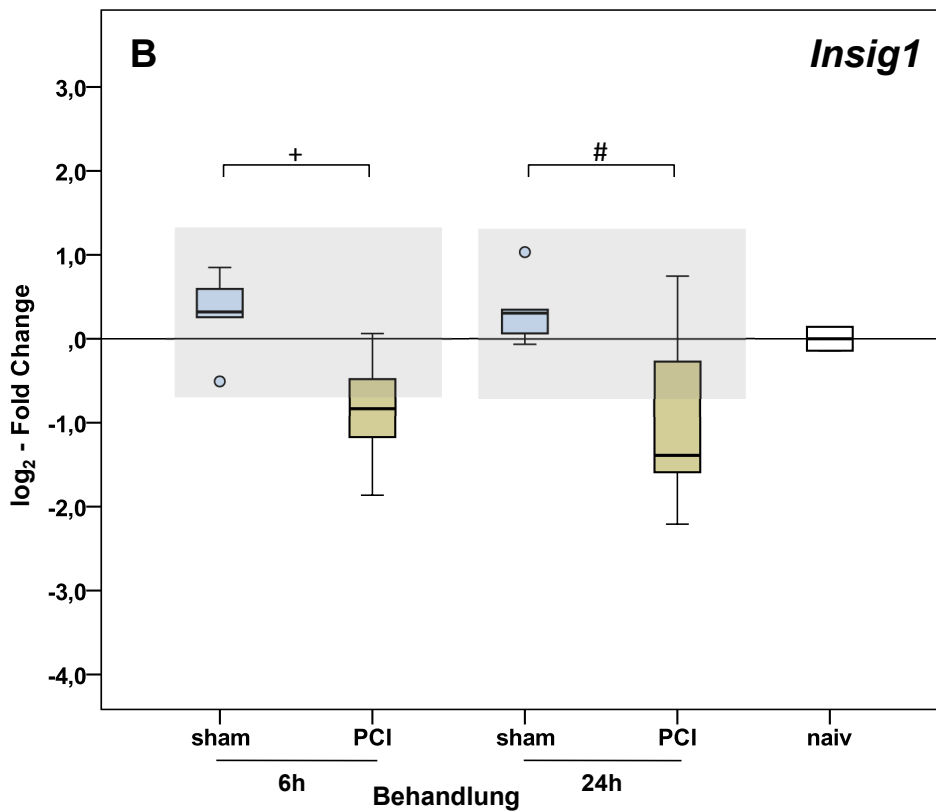 B
Insig1
3,0
2,0
1,0
,0
-1,0
-2,0
-3,0
-4,0
log₂ - Fold Change
+
#
sham PCI sham PCI naiv
6h 24h
Behandlung